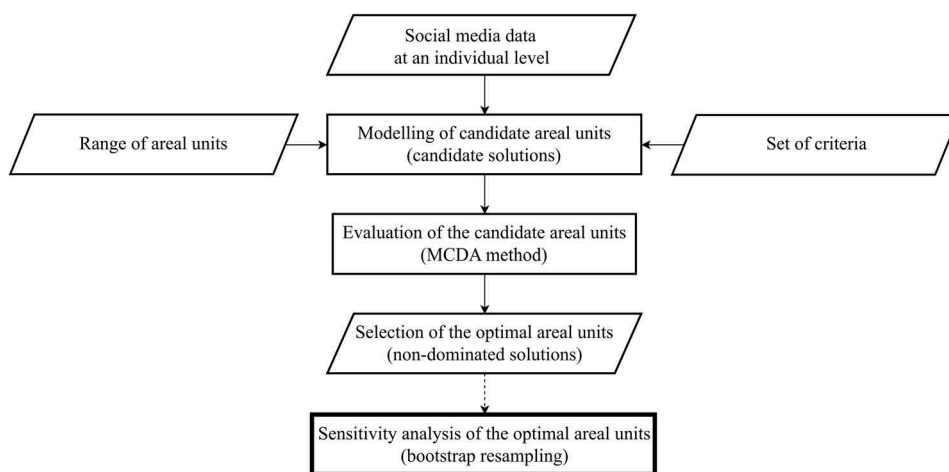 Social media data
at an individual level
Range of areal units
Modelling of candidate areal units
(candidate solutions)
Set of criteria
Evaluation of the candidate areal units
(MCDA method)
Selection of the optimal areal units
(non-dominated solutions)
Sensitivity analysis of the optimal areal units
(bootstrap resampling)